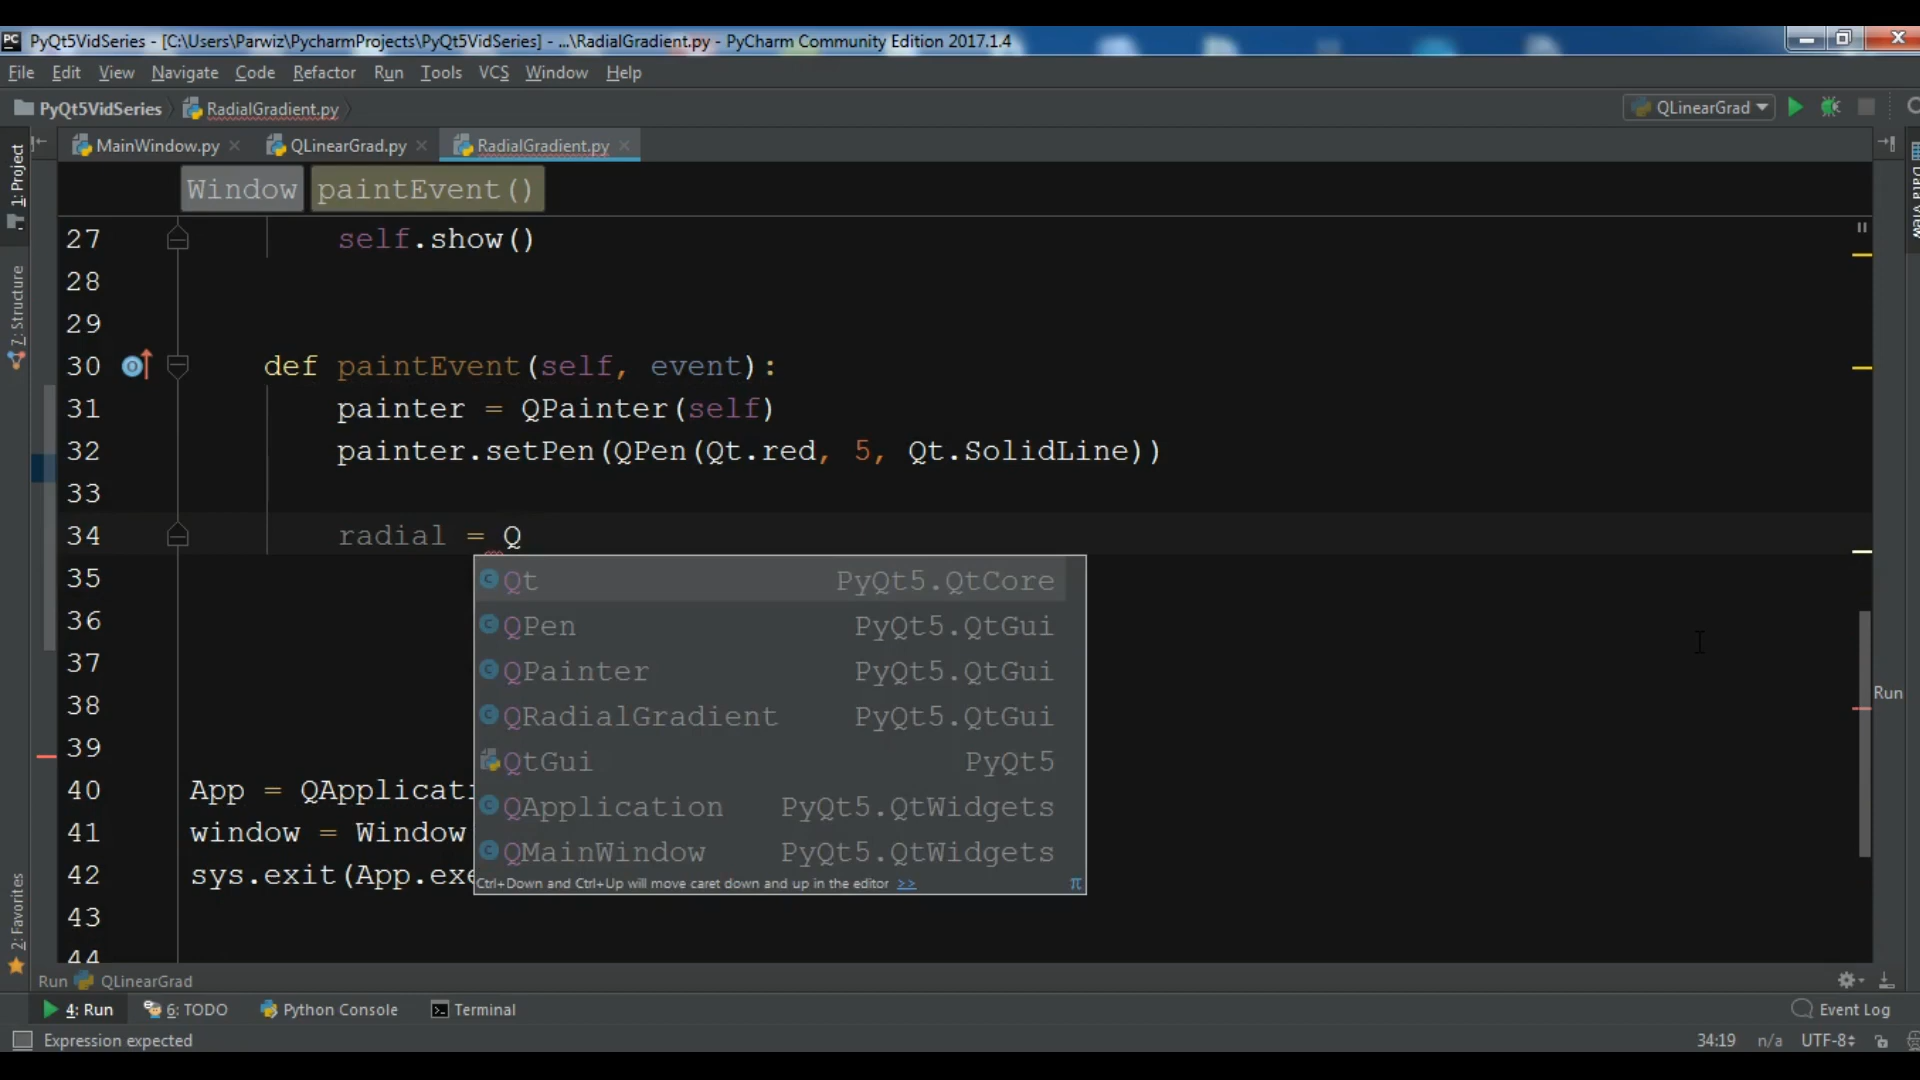 PyQt5VidSeries - [C:\Users\Parwiz\PycharmProjects\PyQt5VidSeries] - ...\RadialGradient.py - PyCharm Community Edition 2017.1.4
File Edit View Navigate Code Refactor Run Tools VCS Window Help
PyQt5VidSeries RadialGradient.py QLinearGrad
MainWindow.py QLinearGrad.py RadialGradient.py
1: Project
7: Structure
2: Favorites
Data View
Window paintEvent()
27 self.show()
28
29
30 def paintEvent(self, event):
31 painter = QPainter(self)
32 painter.setPen(QPen(Qt.red, 5, Qt.SolidLine))
33
34 radial = Q
35
36
37
38
39
40 App = QApplicati
41 window = Window
42 sys.exit(App.exe
43
44
Qt PyQt5.QtCore
QPen PyQt5.QtGui
QPainter PyQt5.QtGui
QRadialGradient PyQt5.QtGui
QtGui PyQt5
QApplication PyQt5.QtWidgets
QMainWindow PyQt5.QtWidgets
Ctrl+Down and Ctrl+Up will move caret down and up in the editor >> π
Run
Run QLinearGrad
4: Run 6: TODO Python Console Terminal Event Log
Expression expected 34:19 n/a UTF-8